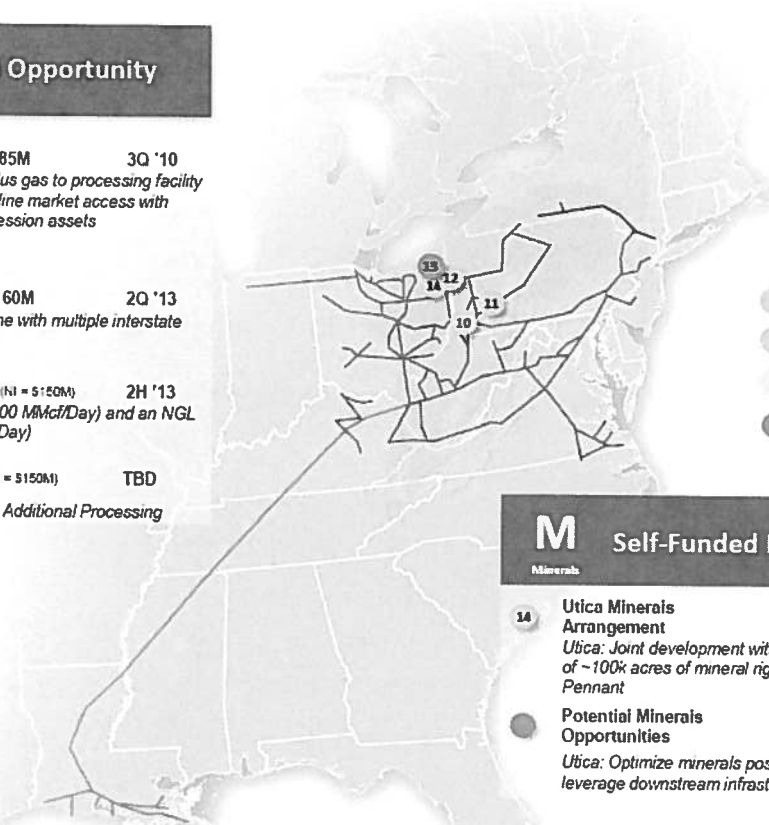 Opportunity
85M 3Q '10
lus gas to processing facility
line market access with
ession assets
60M 2Q '13
ne with multiple interstate
(NI = $150M) 2H '13
00 MMcf/Day) and an NGL
Day)
= $150M) TBD
Additional Processing
13
14
12
11
10
M
Minerals
Self-Funded
14
Utica Minerals
Arrangement
Utica: Joint development wit
of ~100k acres of mineral rig
Pennant
Potential Minerals
Opportunities
Utica: Optimize minerals pos
leverage downstream infrast